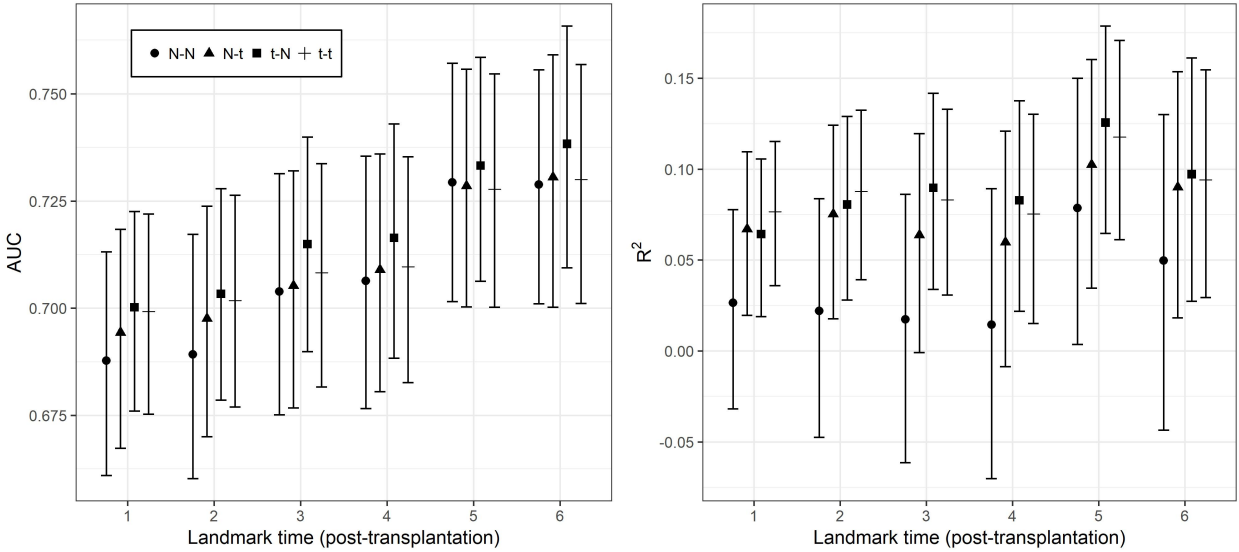 N-N N-t t-N t-t
AUC
0.750
0.725
0.700
0.675
1 2 3 4 5 6
Landmark time (post-transplantation)
R²
0.15
0.10
0.05
0.00
-0.05
1 2 3 4 5 6
Landmark time (post-transplantation)